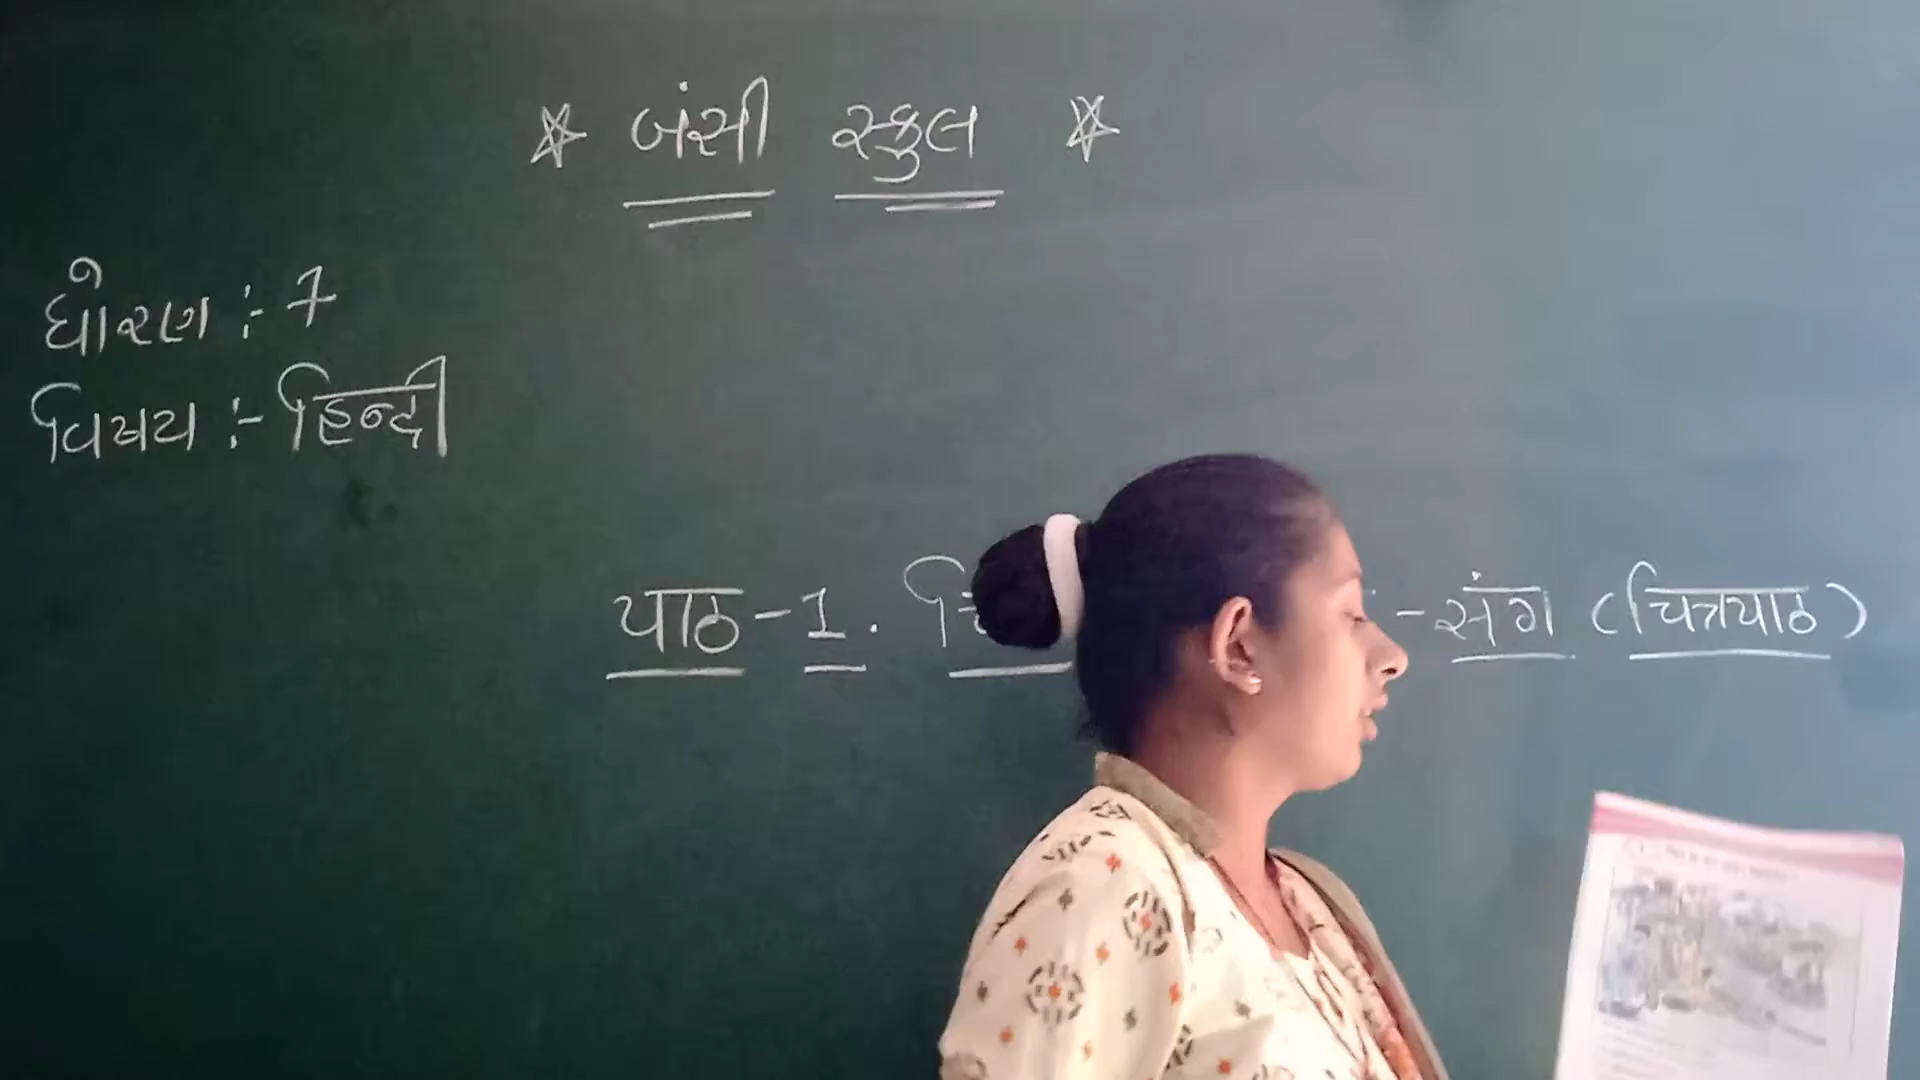 ☆ બંસી સ્કુલ ☆
ધોરણ :- 7
વિષય :- हिन्दी
पाठ - 1. - संग (चित्रपाठ)